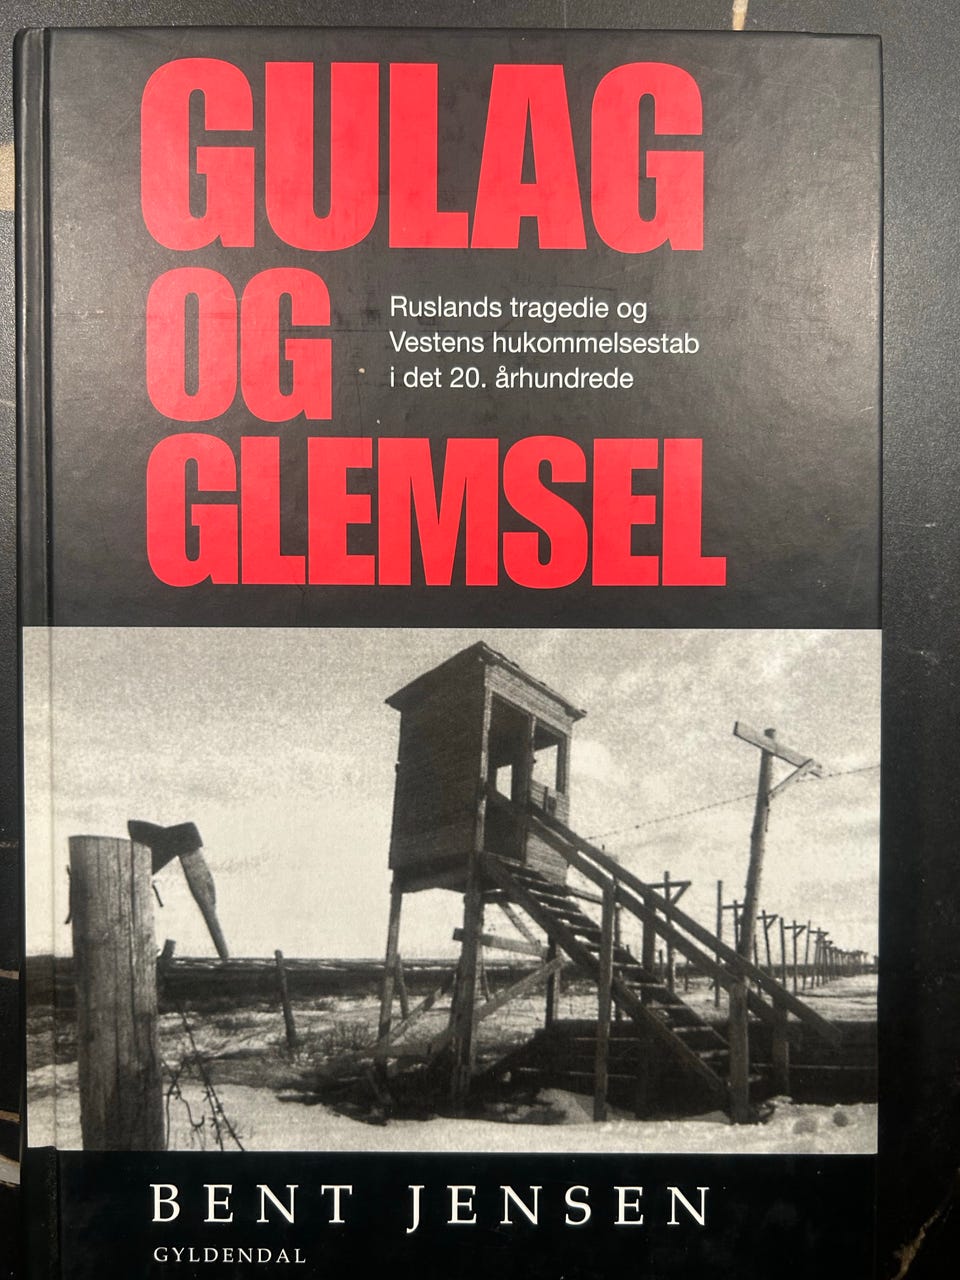 GULAG
OG
Ruslands tragedie og
Vestens hukommelsestab
i det 20. århundrede
GLEMSEL
BENT JENSEN
GYLDENDAL